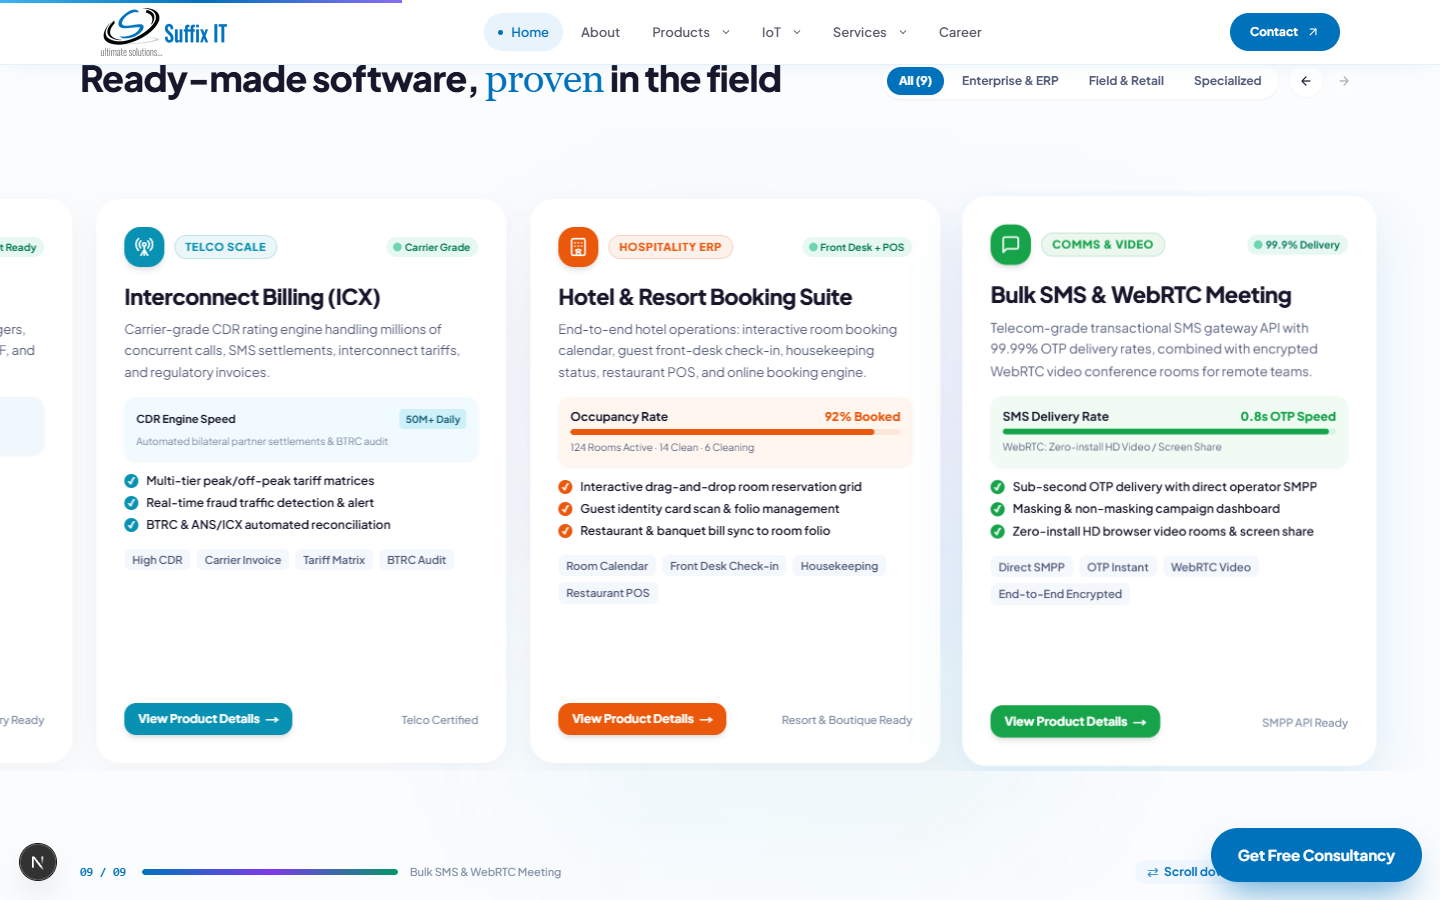 Suffix IT
ultimate solutions...
Home
About
Products
IoT
Services
Career
Contact
Ready-made software, proven in the field
All (9)
Enterprise & ERP
Field & Retail
Specialized
t Ready
gers,
F, and
ry Ready
TELCO SCALE
Carrier Grade
Interconnect Billing (ICX)
Carrier-grade CDR rating engine handling millions of
concurrent calls, SMS settlements, interconnect tariffs,
and regulatory invoices.
CDR Engine Speed
50M+ Daily
Automated bilateral partner settlements & BTRC audit
Multi-tier peak/off-peak tariff matrices
Real-time fraud traffic detection & alert
BTRC & ANS/ICX automated reconciliation
High CDR
Carrier Invoice
Tariff Matrix
BTRC Audit
View Product Details →
Telco Certified
HOSPITALITY ERP
Front Desk + POS
Hotel & Resort Booking Suite
End-to-end hotel operations: interactive room booking
calendar, guest front-desk check-in, housekeeping
status, restaurant POS, and online booking engine.
Occupancy Rate
92% Booked
124 Rooms Active · 14 Clean · 6 Cleaning
Interactive drag-and-drop room reservation grid
Guest identity card scan & folio management
Restaurant & banquet bill sync to room folio
Room Calendar
Front Desk Check-in
Housekeeping
Restaurant POS
View Product Details →
Resort & Boutique Ready
COMMS & VIDEO
99.9% Delivery
Bulk SMS & WebRTC Meeting
Telecom-grade transactional SMS gateway API with
99.99% OTP delivery rates, combined with encrypted
WebRTC video conference rooms for remote teams.
SMS Delivery Rate
0.8s OTP Speed
WebRTC: Zero-install HD Video / Screen Share
Sub-second OTP delivery with direct operator SMPP
Masking & non-masking campaign dashboard
Zero-install HD browser video rooms & screen share
Direct SMPP
OTP Instant
WebRTC Video
End-to-End Encrypted
View Product Details →
SMPP API Ready
N
09 / 09
Bulk SMS & WebRTC Meeting
Scroll do
Get Free Consultancy